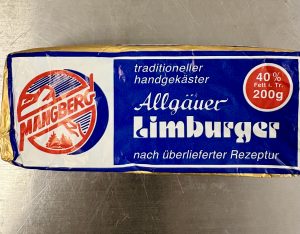 MANGBERG
traditioneller
handgekäster
Allgäuer
Limburger
nach überlieferter Rezeptur
40%
Fett i. Tr.
200g